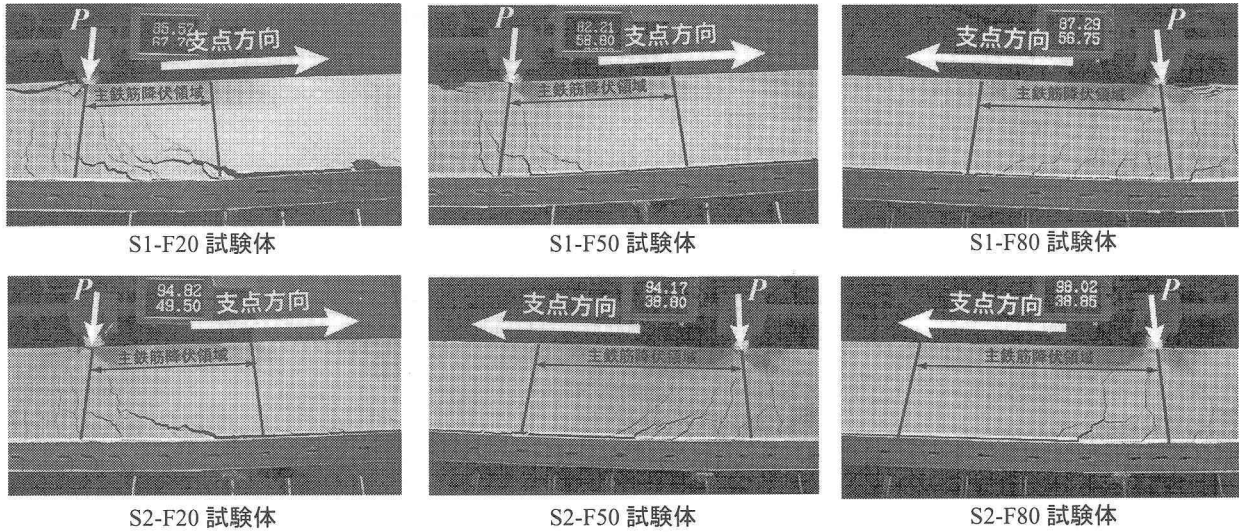 P
支点方向
主鉄筋降伏領域
S1-F20 試験体
P
82.21
58.80
支点方向
主鉄筋降伏領域
S1-F50 試験体
P
87.29
56.75
支点方向
主鉄筋降伏領域
S1-F80 試験体
P
94.82
49.50
支点方向
主鉄筋降伏領域
S2-F20 試験体
P
94.17
38.80
支点方向
主鉄筋降伏領域
S2-F50 試験体
P
98.02
38.85
支点方向
主鉄筋降伏領域
S2-F80 試験体